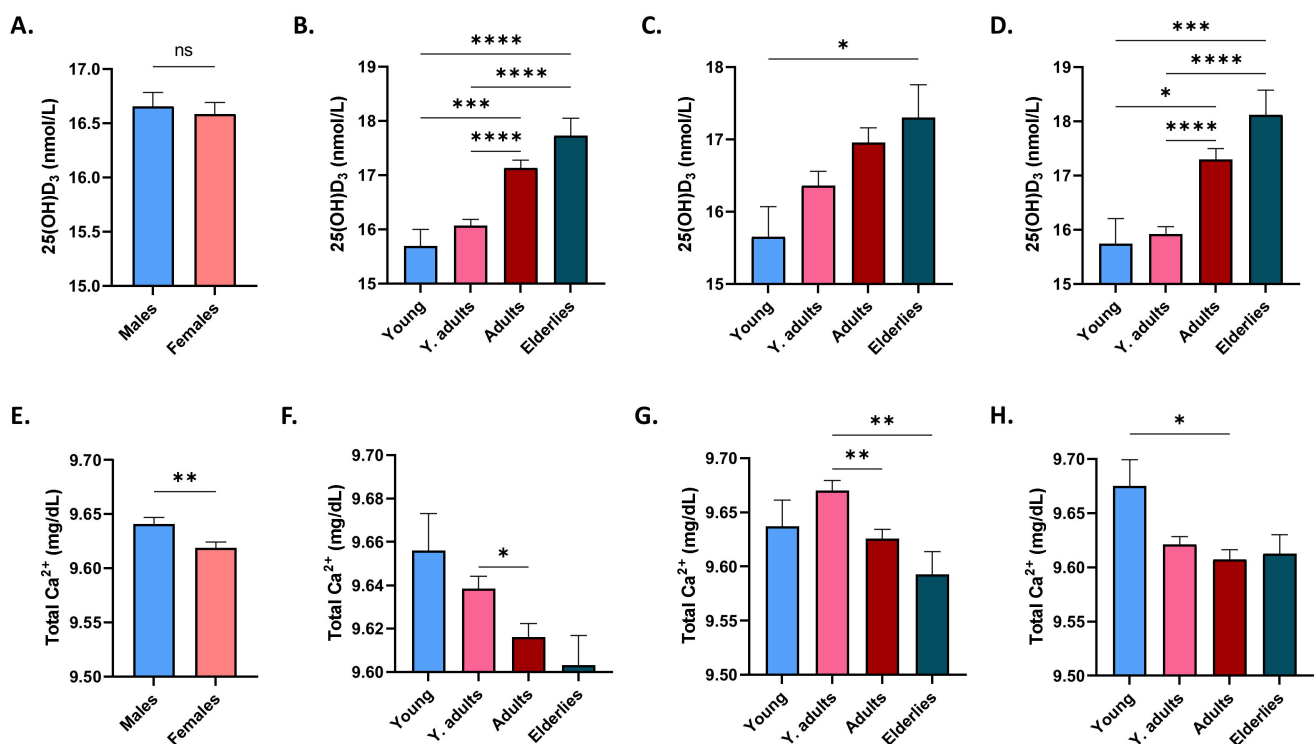 A.
ns
25(OH)D₃ (nmol/L)
17.0
16.5
16.0
15.5
15.0
Males
Females
B.
****
****
***
****
25(OH)D₃ (nmol/L)
19
18
17
16
15
Young
Y. adults
Adults
Elderlies
C.
*
25(OH)D₃ (nmol/L)
18
17
16
15
Young
Y. adults
Adults
Elderlies
D.
***
****
*
****
25(OH)D₃ (nmol/L)
19
18
17
16
15
Young
Y. adults
Adults
Elderlies
E.
**
Total Ca²⁺ (mg/dL)
9.70
9.65
9.60
9.55
9.50
Males
Females
F.
*
Total Ca²⁺ (mg/dL)
9.70
9.68
9.66
9.64
9.62
9.60
Young
Y. adults
Adults
Elderlies
G.
**
**
Total Ca²⁺ (mg/dL)
9.70
9.65
9.60
9.55
9.50
Young
Y. adults
Adults
Elderlies
H.
*
Total Ca²⁺ (mg/dL)
9.70
9.65
9.60
9.55
9.50
Young
Y. adults
Adults
Elderlies